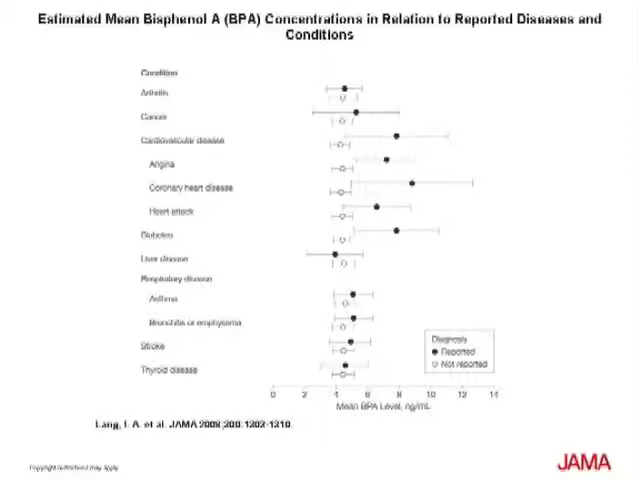 Estimated Mean Bisphenol A (BPA) Concentrations in Relation to Reported Diseases and
Conditions
Condition
Arthritis
Cancer
Cardiovascular disease
Angina
Coronary heart disease
Heart attack
Diabetes
Liver disease
Respiratory disease
Asthma
Bronchitis or emphysema
Stroke
Thyroid disease
Diagnosis
Reported
Not reported
0 2 4 6 8 10 12 14
Mean BPA Level, ng/mL
Lang, I. A. et al. JAMA 2008;300:1303-1310.
Copyright restrictions may apply.
JAMA